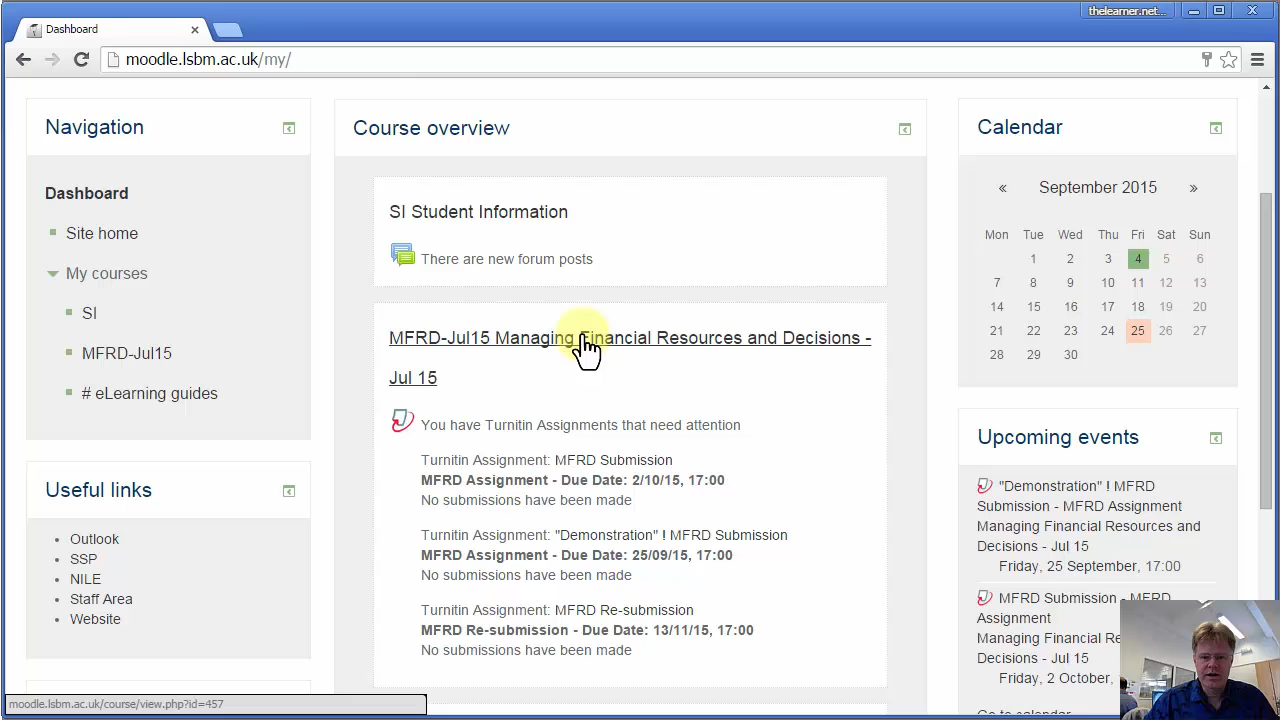 thelearner.net...
Dashboard
moodle.lsbm.ac.uk/my/
Navigation
Dashboard
Site home
My courses
SI
MFRD-Jul15
# eLearning guides
Useful links
Outlook
SSP
NILE
Staff Area
Website
Course overview
SI Student Information
There are new forum posts
MFRD-Jul15 Managing Financial Resources and Decisions -
Jul 15
You have Turnitin Assignments that need attention
Turnitin Assignment: MFRD Submission
MFRD Assignment - Due Date: 2/10/15, 17:00
No submissions have been made
Turnitin Assignment: "Demonstration" ! MFRD Submission
MFRD Assignment - Due Date: 25/09/15, 17:00
No submissions have been made
Turnitin Assignment: MFRD Re-submission
MFRD Re-submission - Due Date: 13/11/15, 17:00
No submissions have been made
Calendar
« September 2015 »
Mon Tue Wed Thu Fri Sat Sun
1 2 3 4 5 6
7 8 9 10 11 12 13
14 15 16 17 18 19 20
21 22 23 24 25 26 27
28 29 30
Upcoming events
"Demonstration" ! MFRD
Submission - MFRD Assignment
Managing Financial Resources and
Decisions - Jul 15
Friday, 25 September, 17:00
MFRD Submission - MFRD
Assignment
Managing Financial Re
Decisions - Jul 15
Friday, 2 October,
Go to calendar
moodle.lsbm.ac.uk/course/view.php?id=457